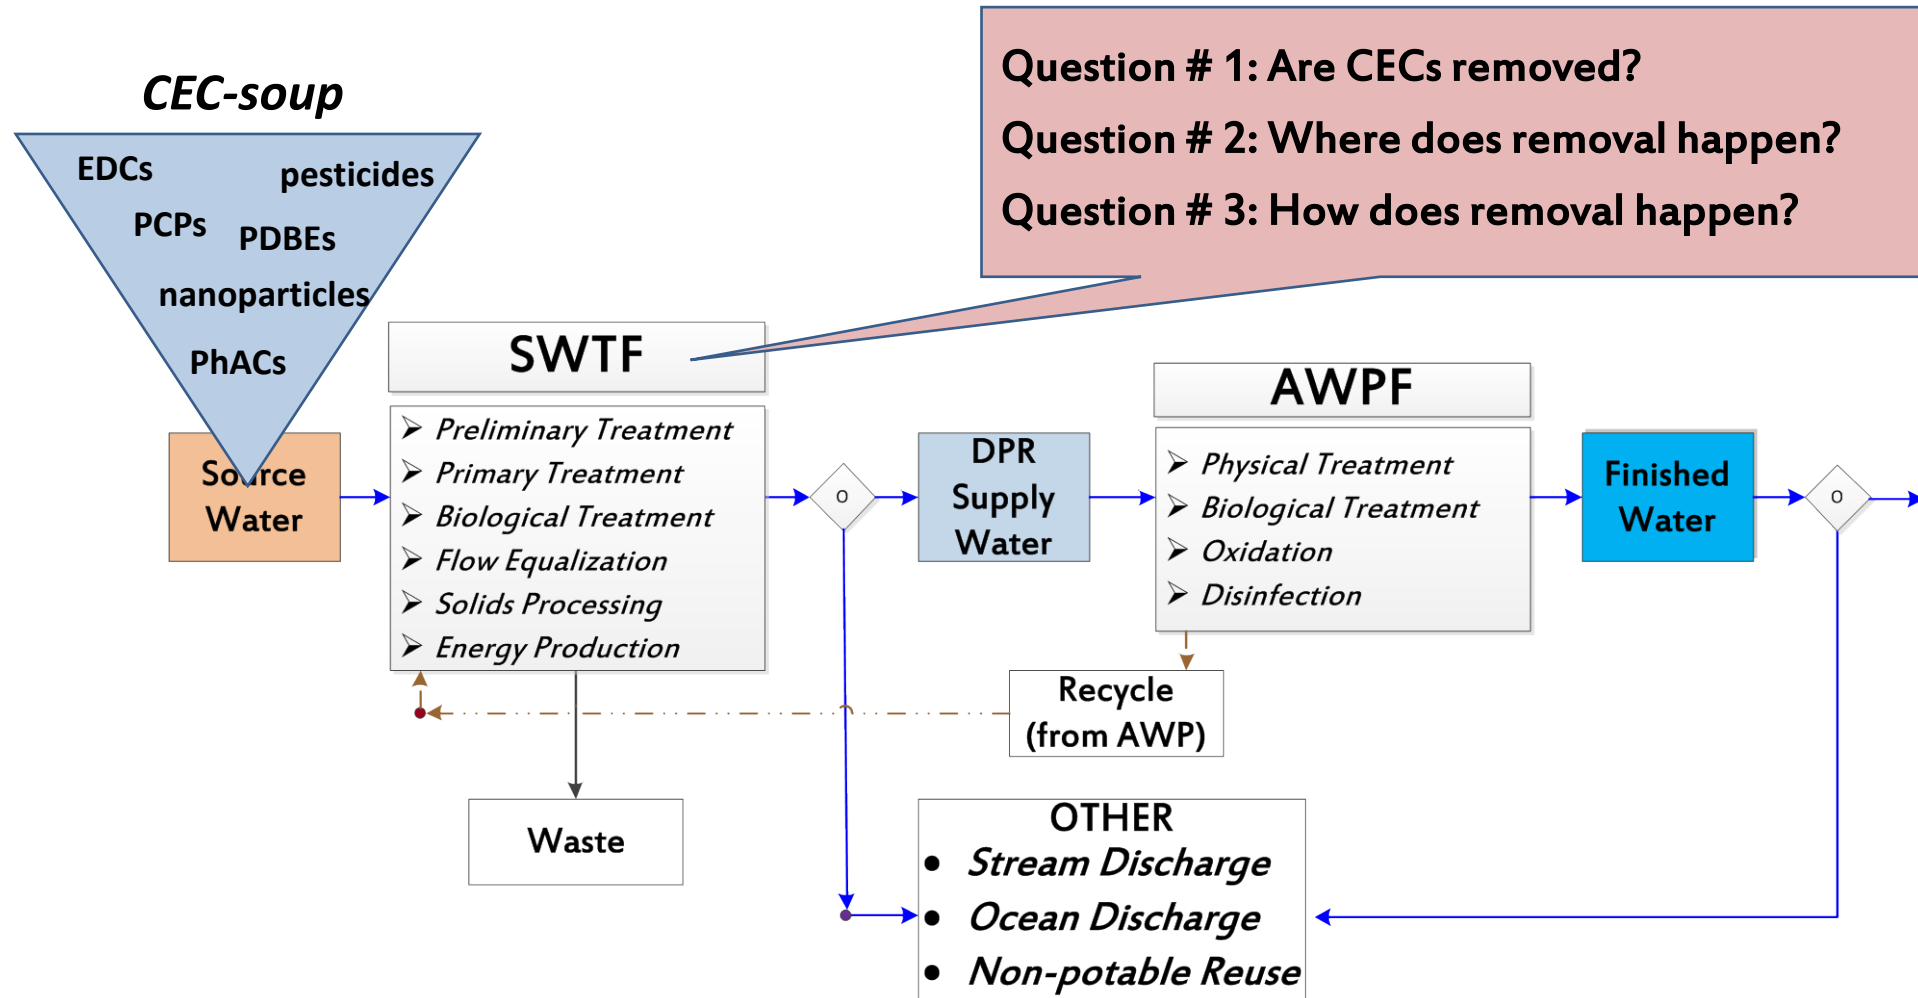 CEC-soup
EDCs
pesticides
PCPs
PDBEs
nanoparticles
PhACs
Question # 1: Are CECs removed?
Question # 2: Where does removal happen?
Question # 3: How does removal happen?
Source
Water
SWTF
Preliminary Treatment
Primary Treatment
Biological Treatment
Flow Equalization
Solids Processing
Energy Production
O
DPR
Supply
Water
AWPF
Physical Treatment
Biological Treatment
Oxidation
Disinfection
Finished
Water
O
Recycle
(from AWP)
Waste
OTHER
• Stream Discharge
• Ocean Discharge
• Non-potable Reuse